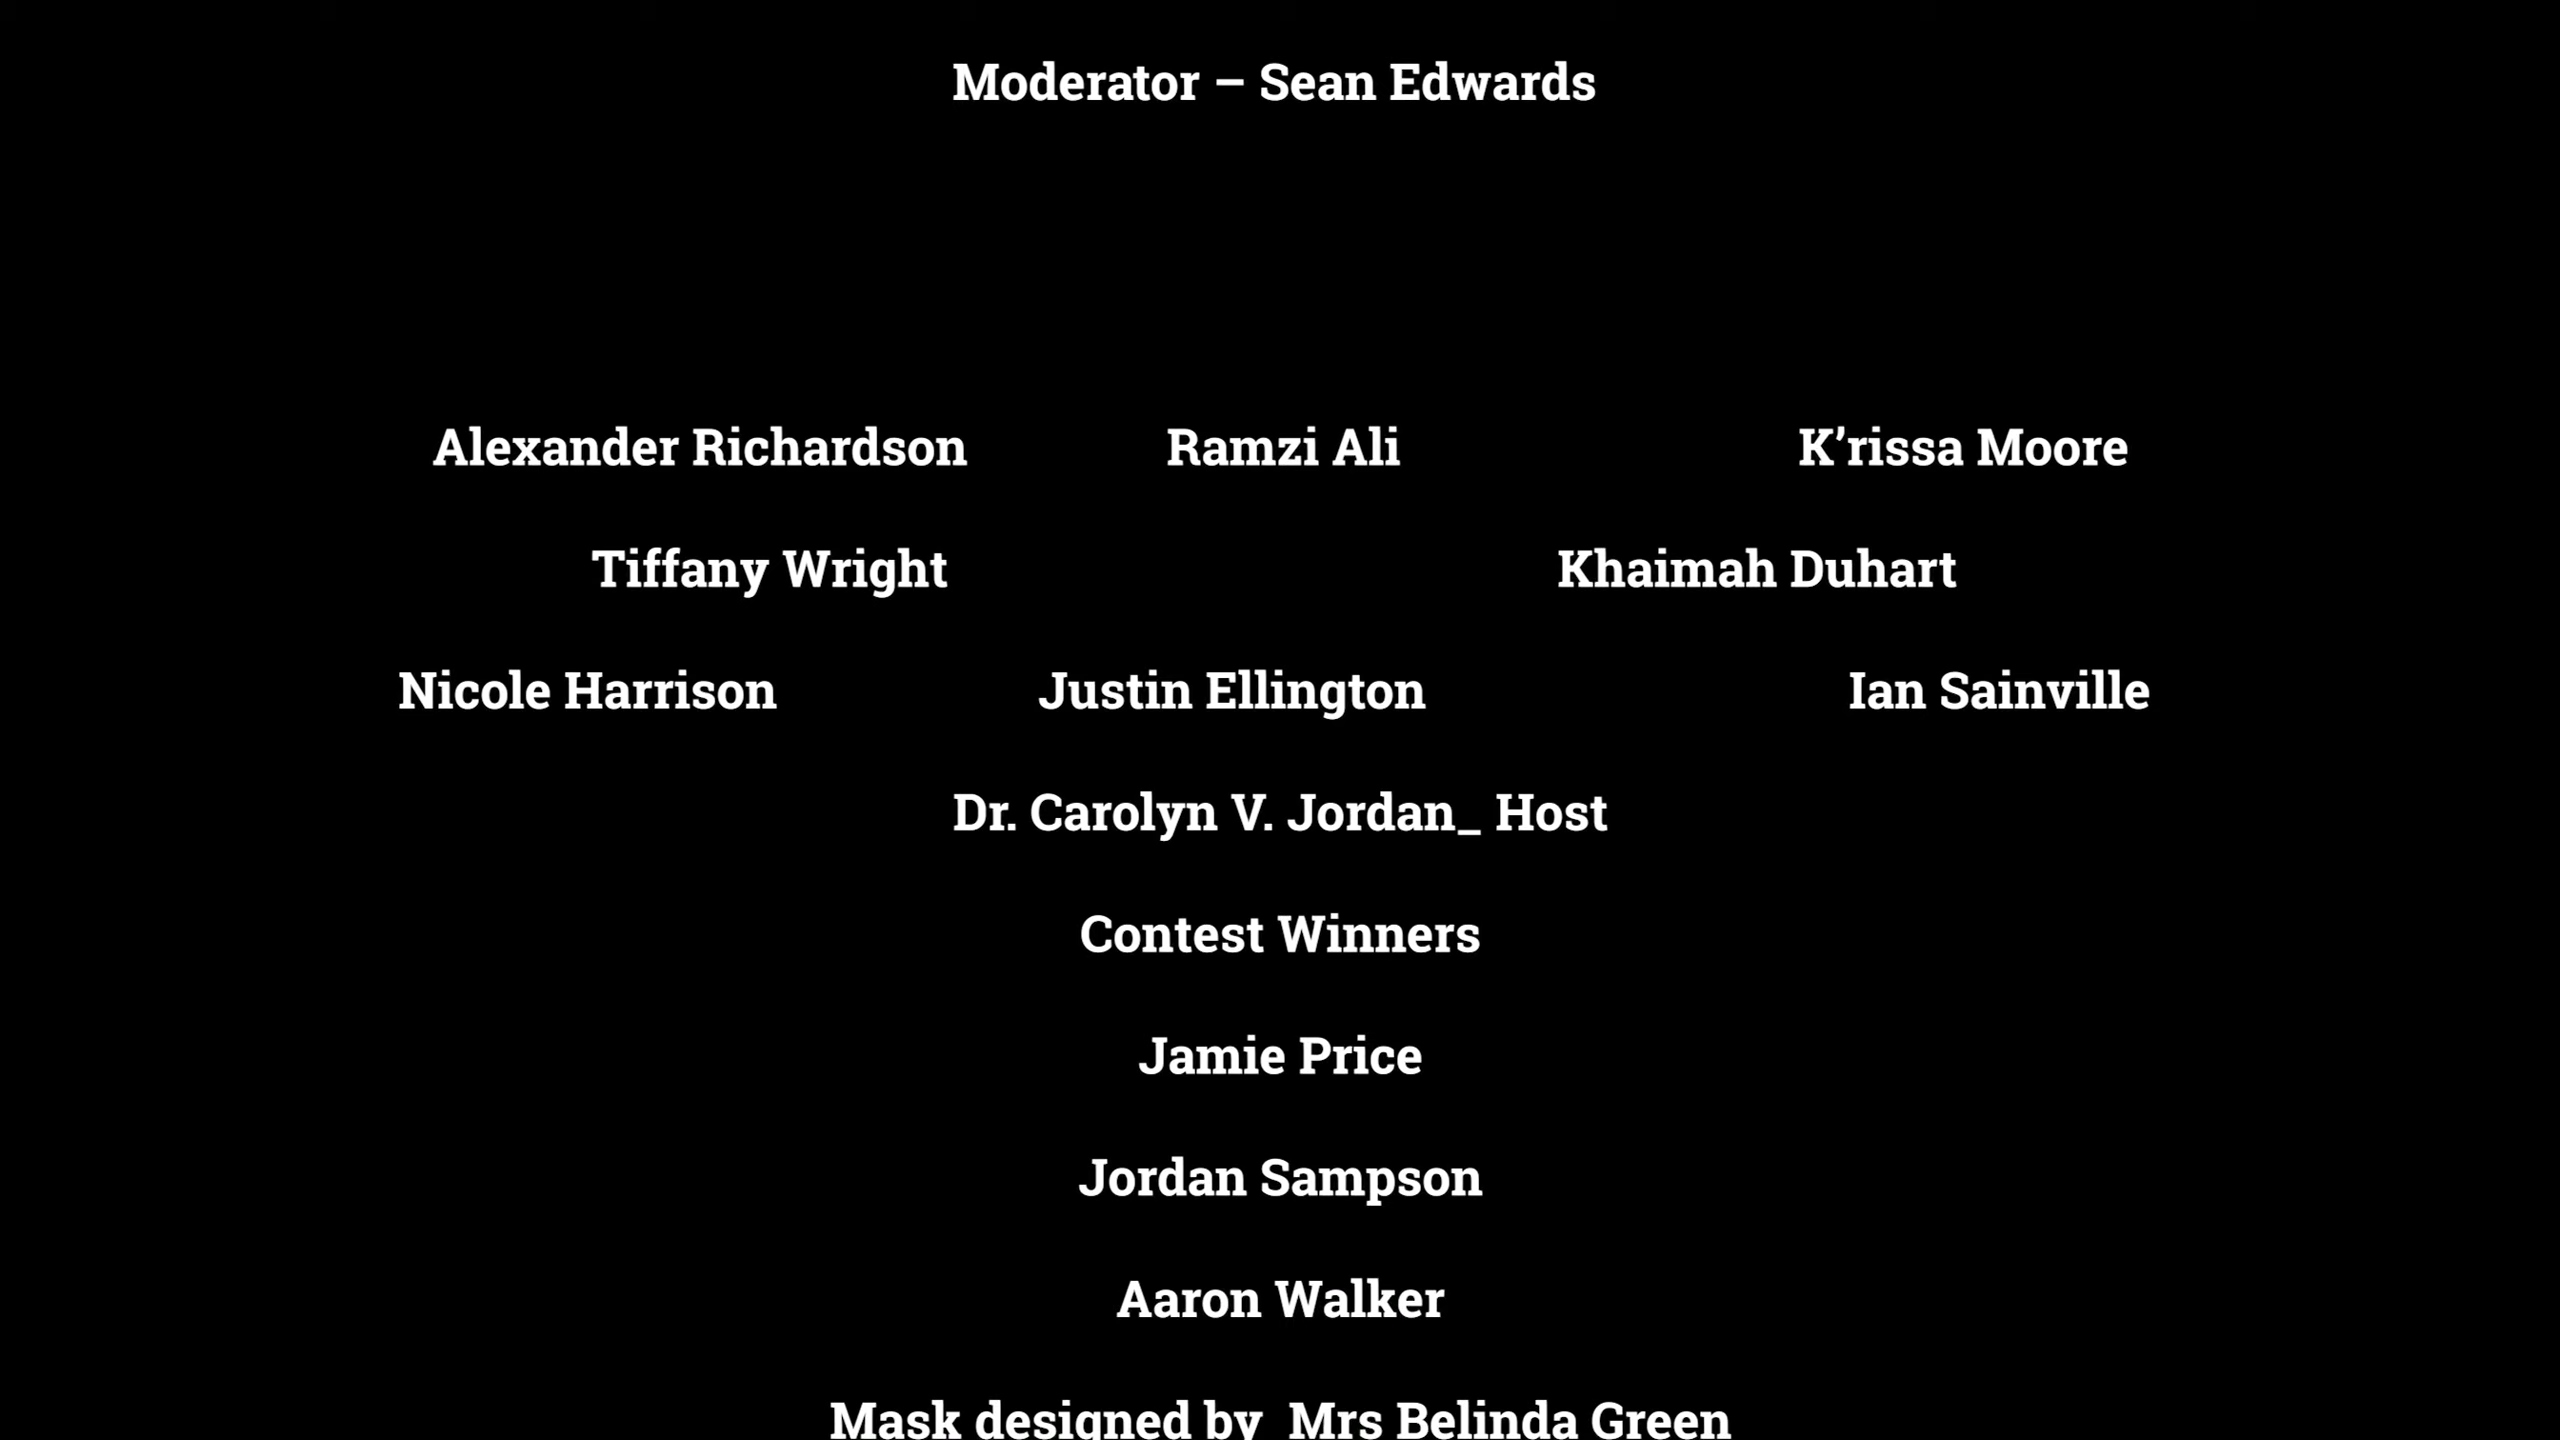 Moderator – Sean Edwards
Alexander Richardson Ramzi Ali K’rissa Moore
Tiffany Wright Khaimah Duhart
Nicole Harrison Justin Ellington Ian Sainville
Dr. Carolyn V. Jordan_ Host
Contest Winners
Jamie Price
Jordan Sampson
Aaron Walker
Mask designed by  Mrs Belinda Green